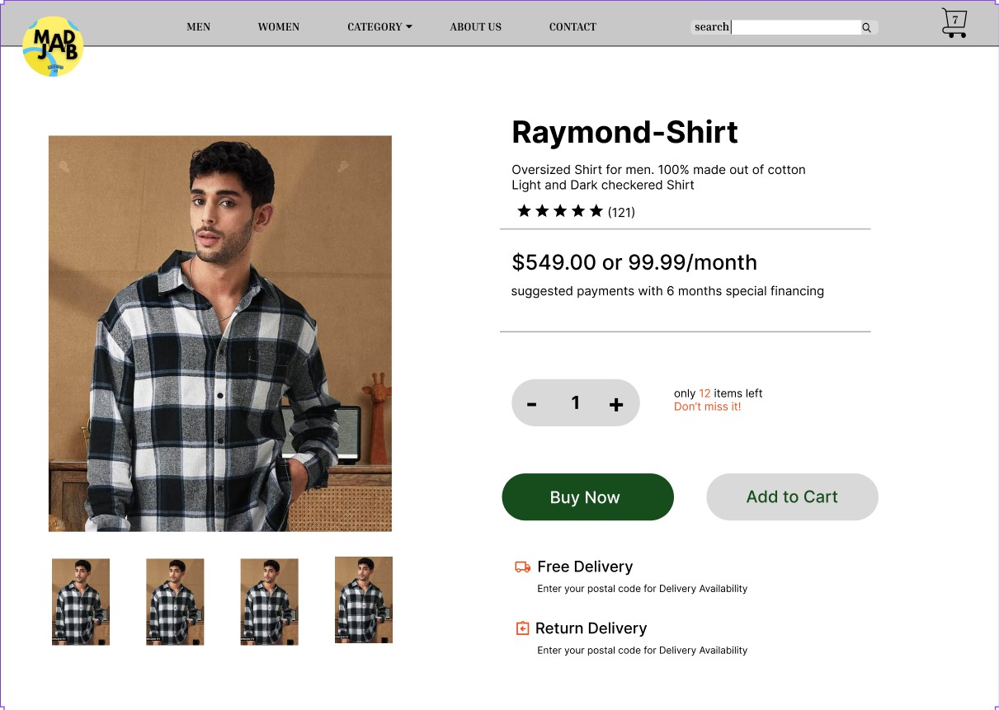 MAD
JAB
MEN
WOMEN
CATEGORY
ABOUT US
CONTACT
search
7
Raymond-Shirt
Oversized Shirt for men. 100% made out of cotton
Light and Dark checkered Shirt
(121)
$549.00 or 99.99/month
suggested payments with 6 months special financing
- 1 +
only 12 items left
Don't miss it!
Buy Now
Add to Cart
Free Delivery
Enter your postal code for Delivery Availability
Return Delivery
Enter your postal code for Delivery Availability